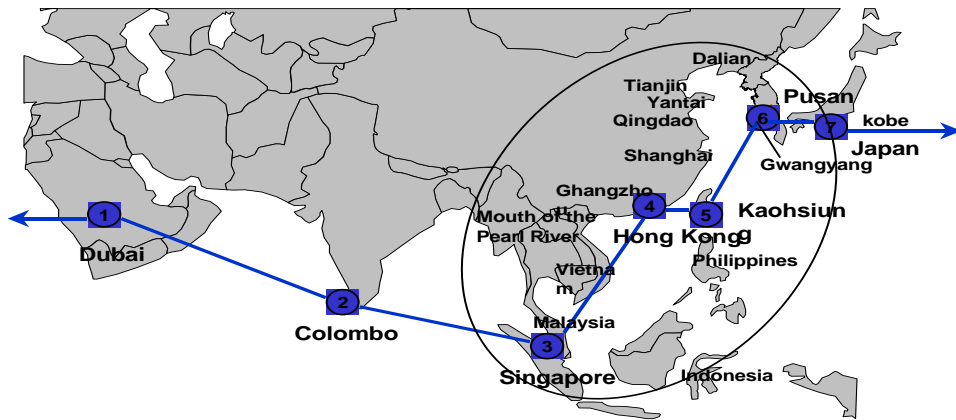 Dalian
Tianjin
Yantai
Pusan
Qingdao
6
7
kobe
Japan
Shanghai
Gwangyang
Ghangzho
u
4
5
1
Mouth of the
Pearl River
Hong Kong
Kaohsiun
g
Dubai
Philippines
Vietna
m
2
Colombo
Malaysia
3
Singapore
Indonesia